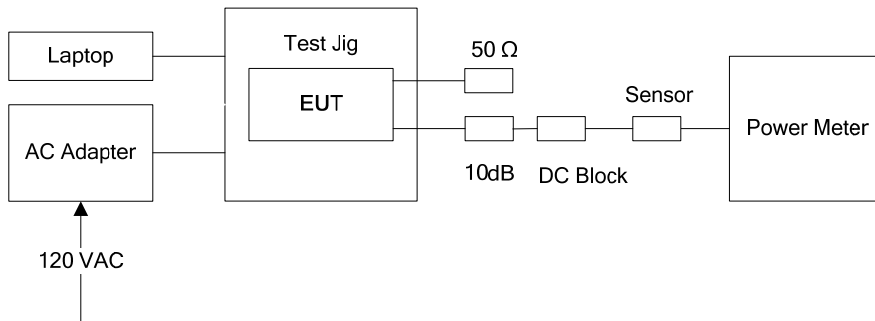 Laptop
AC Adapter
120 VAC
Test Jig
EUT
50 Ω
10dB
DC Block
Sensor
Power Meter